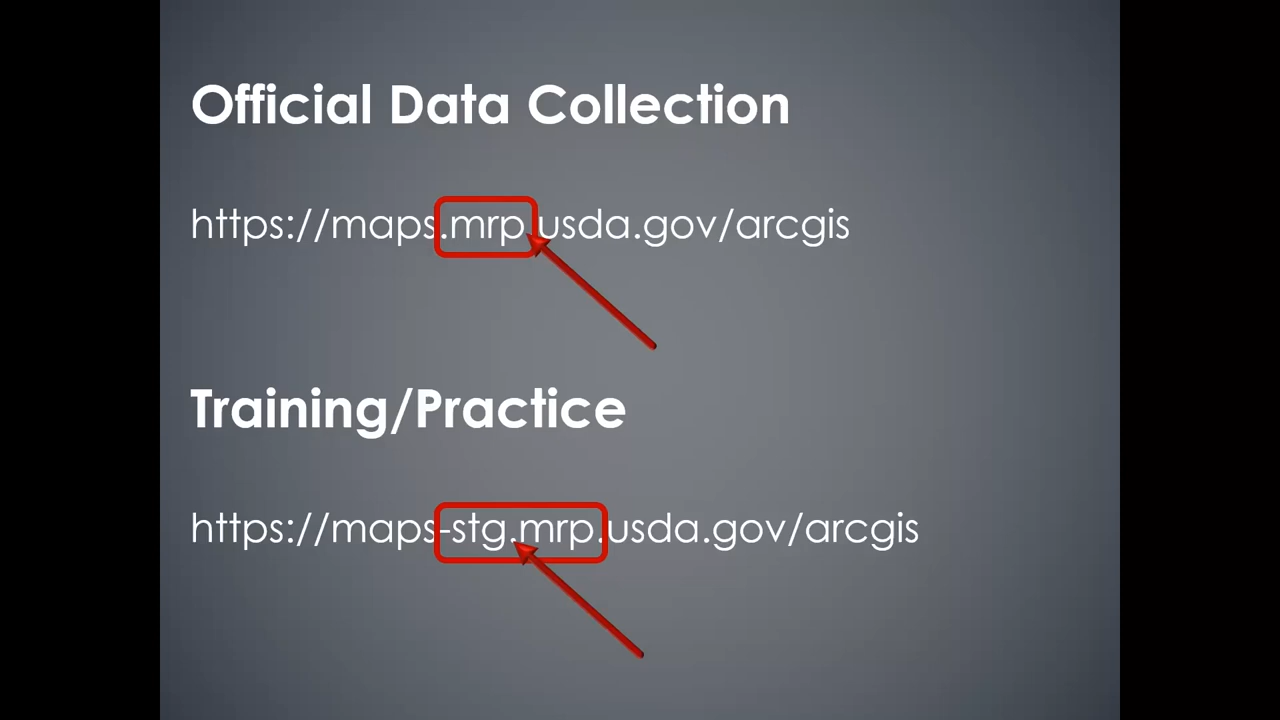 Official Data Collection
https://maps.mrp.usda.gov/arcgis
Training/Practice
https://maps-stg.mrp.usda.gov/arcgis